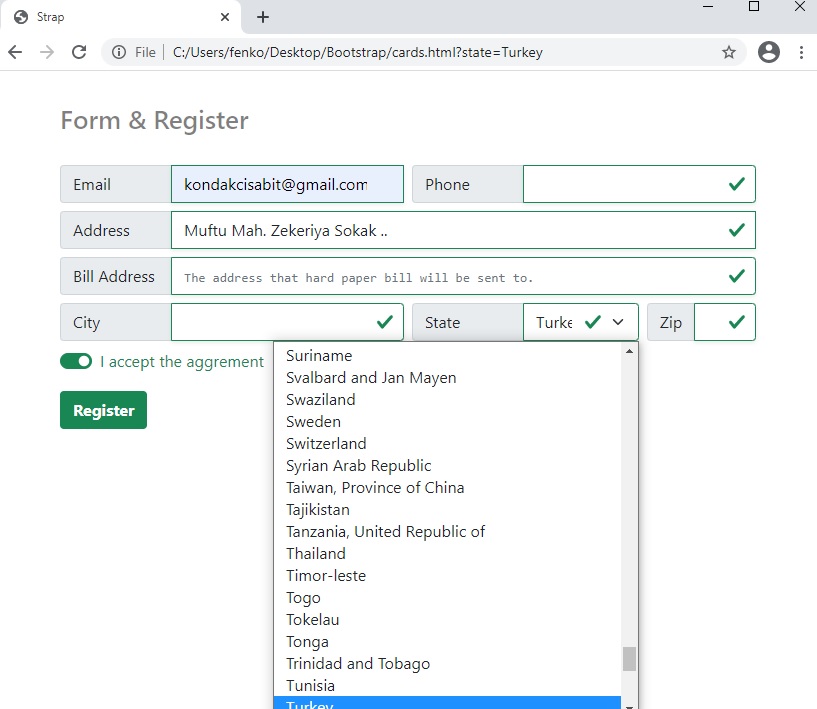 Strap
File
C:/Users/fenko/Desktop/Bootstrap/cards.html?state=Turkey
Form & Register
Email kondakcisabit@gmail.com Phone
Address Muftu Mah. Zekeriya Sokak ..
Bill Address The address that hard paper bill will be sent to.
City State Turke Zip
I accept the aggrement
Register
Suriname
Svalbard and Jan Mayen
Swaziland
Sweden
Switzerland
Syrian Arab Republic
Taiwan, Province of China
Tajikistan
Tanzania, United Republic of
Thailand
Timor-leste
Togo
Tokelau
Tonga
Trinidad and Tobago
Tunisia
Turkey